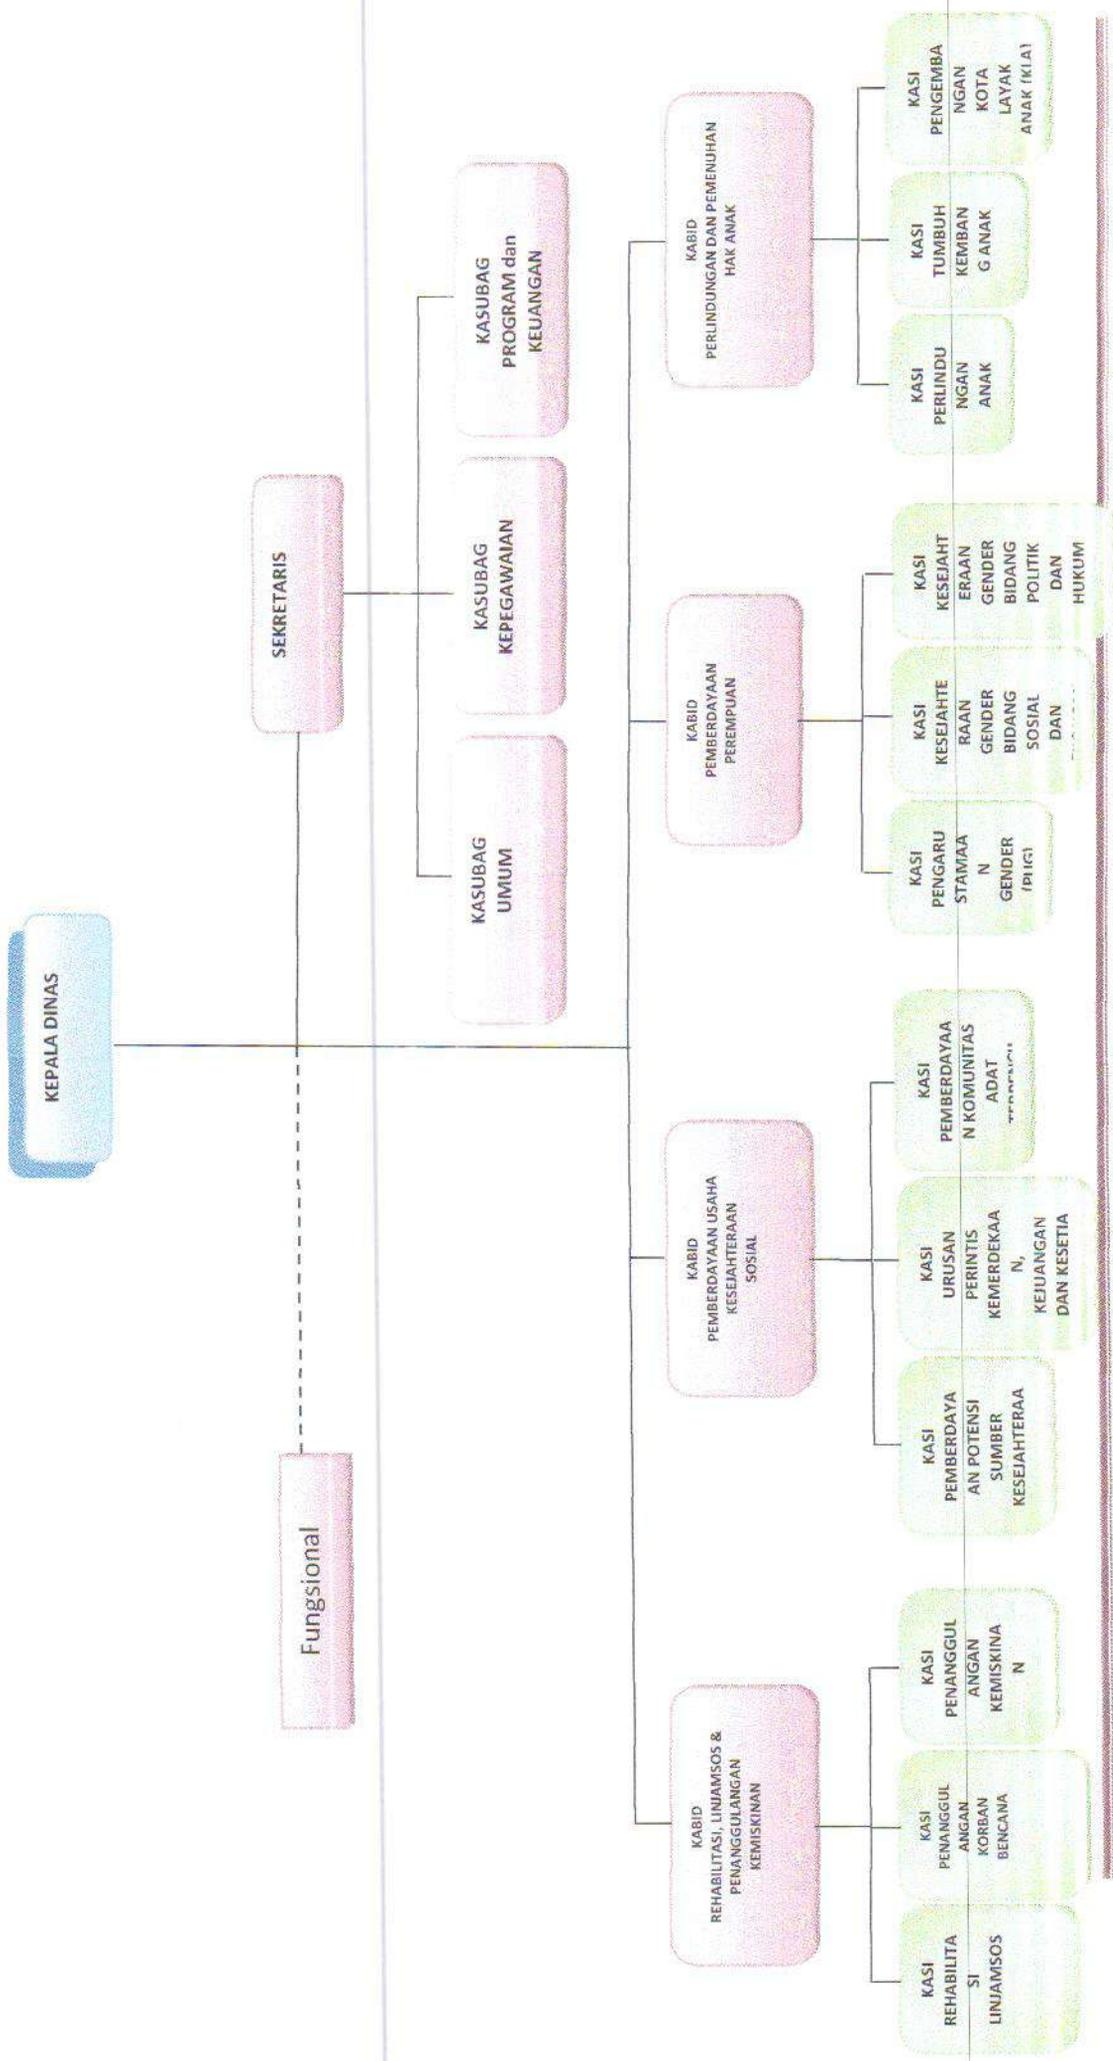 KEPALA DINAS
Fungsional
SEKRETARIS
KASUBAG
UMUM
KASUBAG
KEPEGAWAIAN
KASUBAG
PROGRAM dan
KEUANGAN
KABID
REHABILITASI, LINJAMSOS &
PENANGGULANGAN
KEMISKINAN
KABID
PEMBERDAYAAN USAHA
KESEJAHTERAAN
SOSIAL
KABID
PEMBERDAYAAN
PEREMPUAN
KABID
PERLINDUNGAN DAN PEMENUHAN
HAK ANAK
KASI
REHABILITA
SI
LINJAMSOS
KASI
PENANGGUL
ANGAN
KORBAN
BENCANA
KASI
PENANGGUL
ANGAN
KEMISKINA
N
KASI
PEMBERDAYA
AN POTENSI
SUMBER
KESEJAHTERAA
KASI
URUSAN
PERINTIS
KEMERDEKAA
N,
KEJUANGAN
DAN KESETIA
KASI
PEMBERDAYAA
N KOMUNITAS
ADAT
KASI
PENGARU
STAMAA
N
GENDER
(PUG)
KASI
KESEJAHTE
RAAN
GENDER
BIDANG
SOSIAL
DAN
KASI
KESEJAHT
ERAAN
GENDER
BIDANG
POLITIK
DAN
HUKUM
KASI
PERLINDU
NGAN
ANAK
KASI
TUMBUH
KEMBAN
G ANAK
KASI
PENGEMBA
NGAN
KOTA
LAYAK
ANAK (KLA)